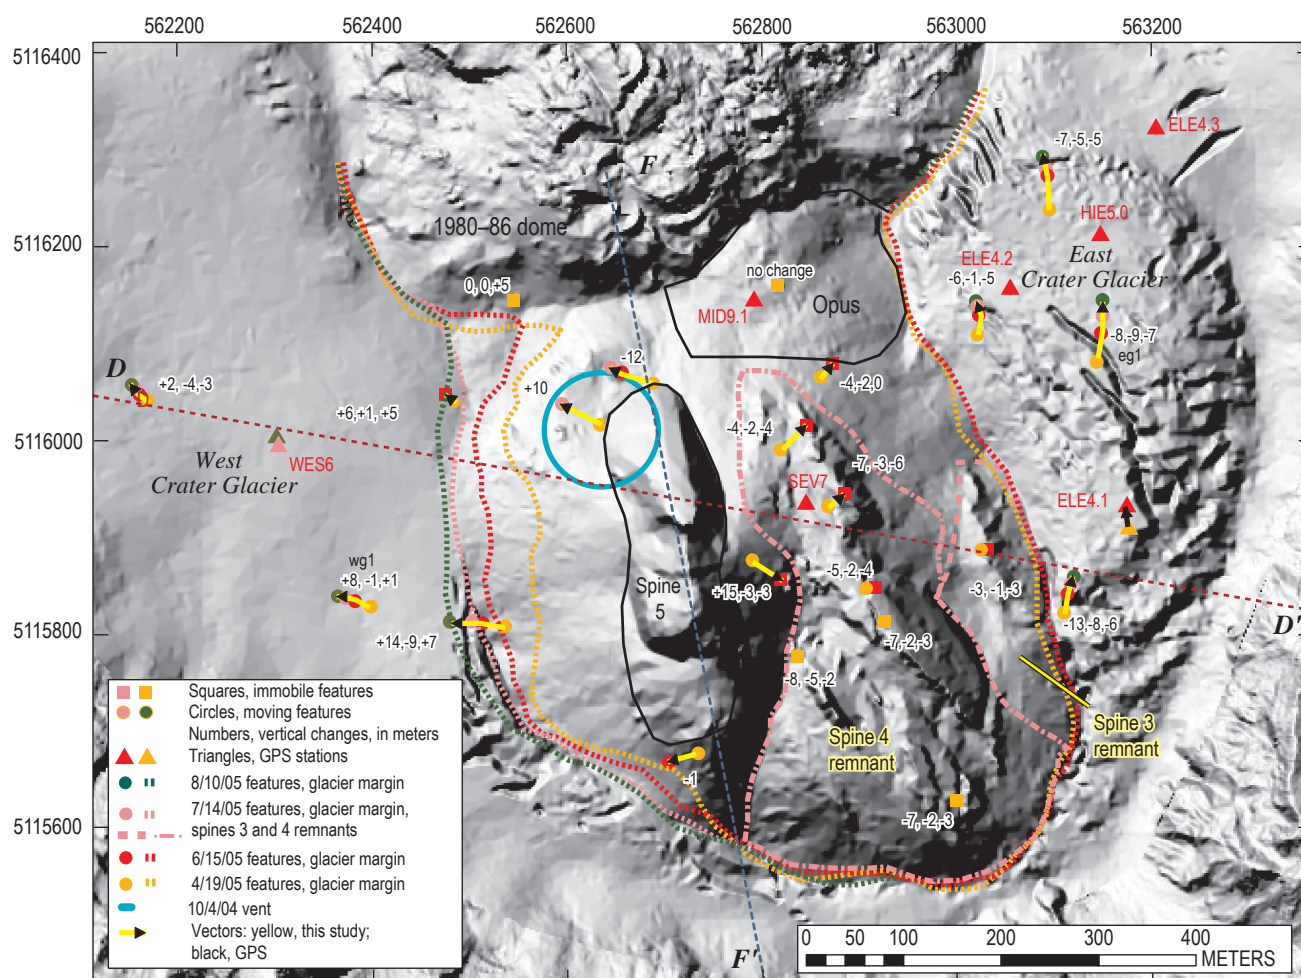 562200 562400 562600 562800 563000 563200
5116400
5116200
5116000
5115800
5115600
F
1980–86 dome
0, 0,+5
no change
MID9.1
Opus
-7,-5,-5
ELE4.3
HIE5.0
East
Crater Glacier
ELE4.2
-6,-1,-5
-8,-9,-7
eg1
D
+2, -4,-3
+6,+1, +5
-12
+10
-4,-2,0
-4,-2,-4
-7,-3,-6
West
Crater Glacier
WES6
SEV7
ELE4.1
wg1
+8, -1,+1
+14,-9,+7
Spine
5
+15,-3,-3
-5,-2,-4
-3,-1,-3
-13,-8,-6
D'
-7,-2,-3
-8, -5,-2
Spine 4
remnant
Spine 3
remnant
-1
-7, -2,-3
F'
Squares, immobile features
Circles, moving features
Numbers, vertical changes, in meters
Triangles, GPS stations
8/10/05 features, glacier margin
7/14/05 features, glacier margin,
spines 3 and 4 remnants
6/15/05 features, glacier margin
4/19/05 features, glacier margin
10/4/04 vent
Vectors: yellow, this study;
black, GPS
0 50 100 200 300 400
METERS